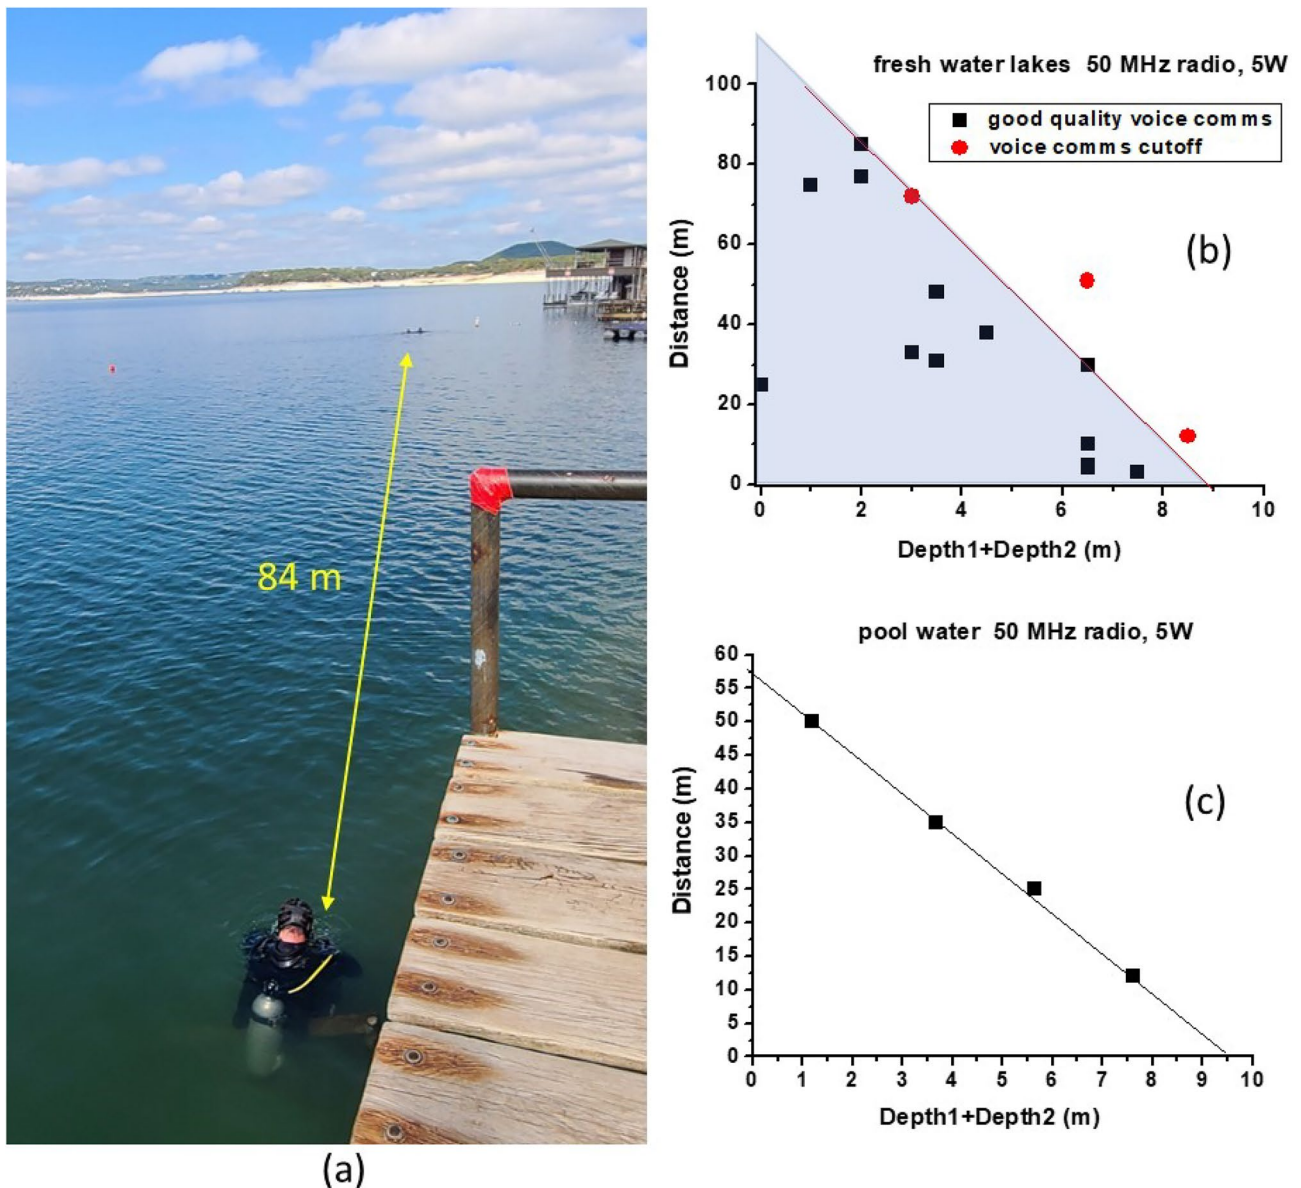 84 m
(a)
fresh water lakes 50 MHz radio, 5W
good quality voice comms
voice comms cutoff
(b)
Distance (m)
100
80
60
40
20
0
0 2 4 6 8 10
Depth1+Depth2 (m)
pool water 50 MHz radio, 5W
(c)
Distance (m)
60
55
50
45
40
35
30
25
20
15
10
5
0
0 1 2 3 4 5 6 7 8 9 10
Depth1+Depth2 (m)